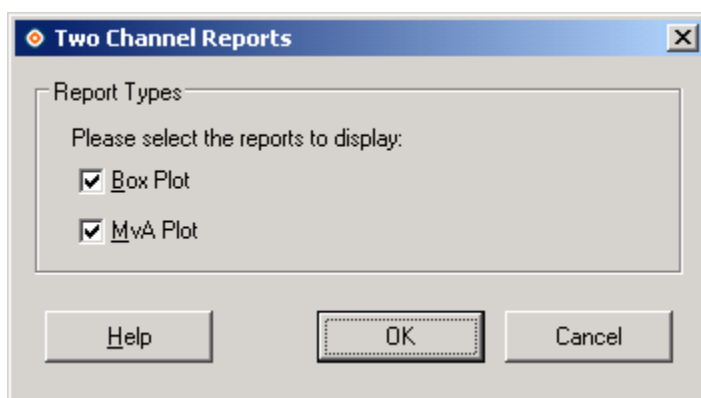 Two Channel Reports
Report Types
Please select the reports to display:
Box Plot
MvA Plot
Help
OK
Cancel